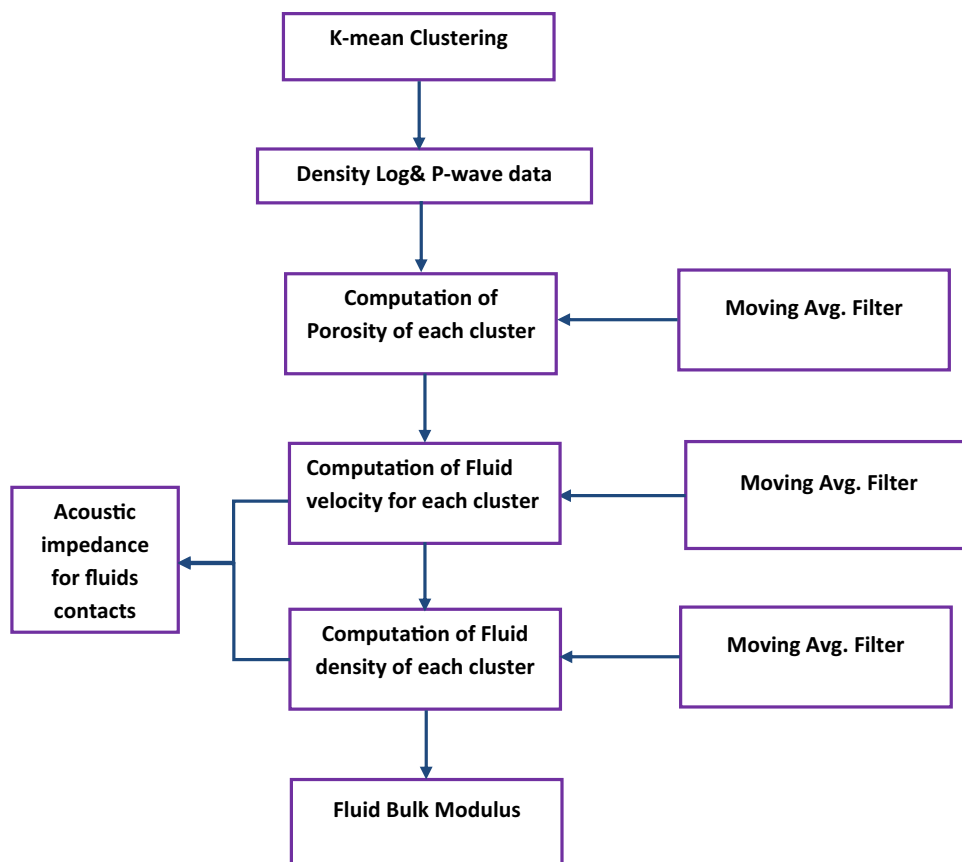 K-mean Clustering
Density Log& P-wave data
Computation of
Porosity of each cluster
Moving Avg. Filter
Computation of Fluid
velocity for each cluster
Moving Avg. Filter
Acoustic
impedance
for fluids
contacts
Computation of Fluid
density of each cluster
Moving Avg. Filter
Fluid Bulk Modulus